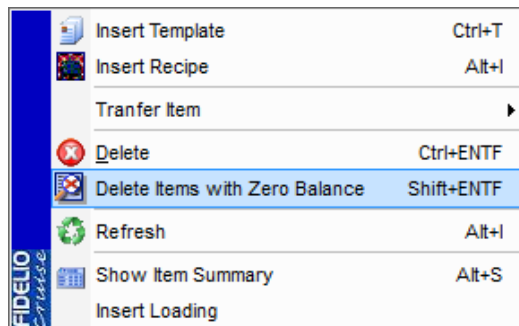 Insert Template Ctrl+T
Insert Recipe Alt+I
Tranfer Item
Delete Ctrl+ENTF
Delete Items with Zero Balance Shift+ENTF
Refresh Alt+I
Show Item Summary Alt+S
Insert Loading
FIDELIO
Cruise